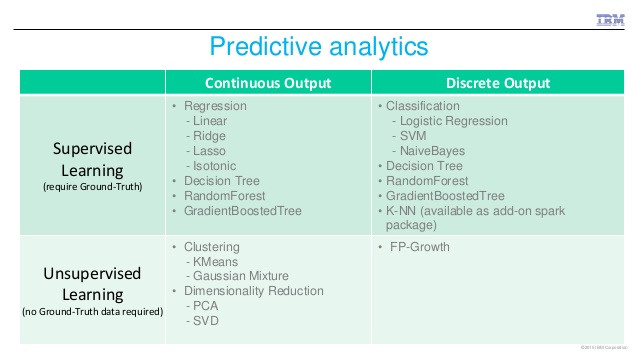 IBM
Predictive analytics
Continuous Output
Discrete Output
Supervised
Learning
(require Ground-Truth)
• Regression
- Linear
- Ridge
- Lasso
- Isotonic
• Decision Tree
• RandomForest
• GradientBoostedTree
• Classification
- Logistic Regression
- SVM
- NaiveBayes
• Decision Tree
• RandomForest
• GradientBoostedTree
• K-NN (available as add-on spark
package)
Unsupervised
Learning
(no Ground-Truth data required)
• Clustering
- KMeans
- Gaussian Mixture
• Dimensionality Reduction
- PCA
- SVD
• FP-Growth
IBM Corporation